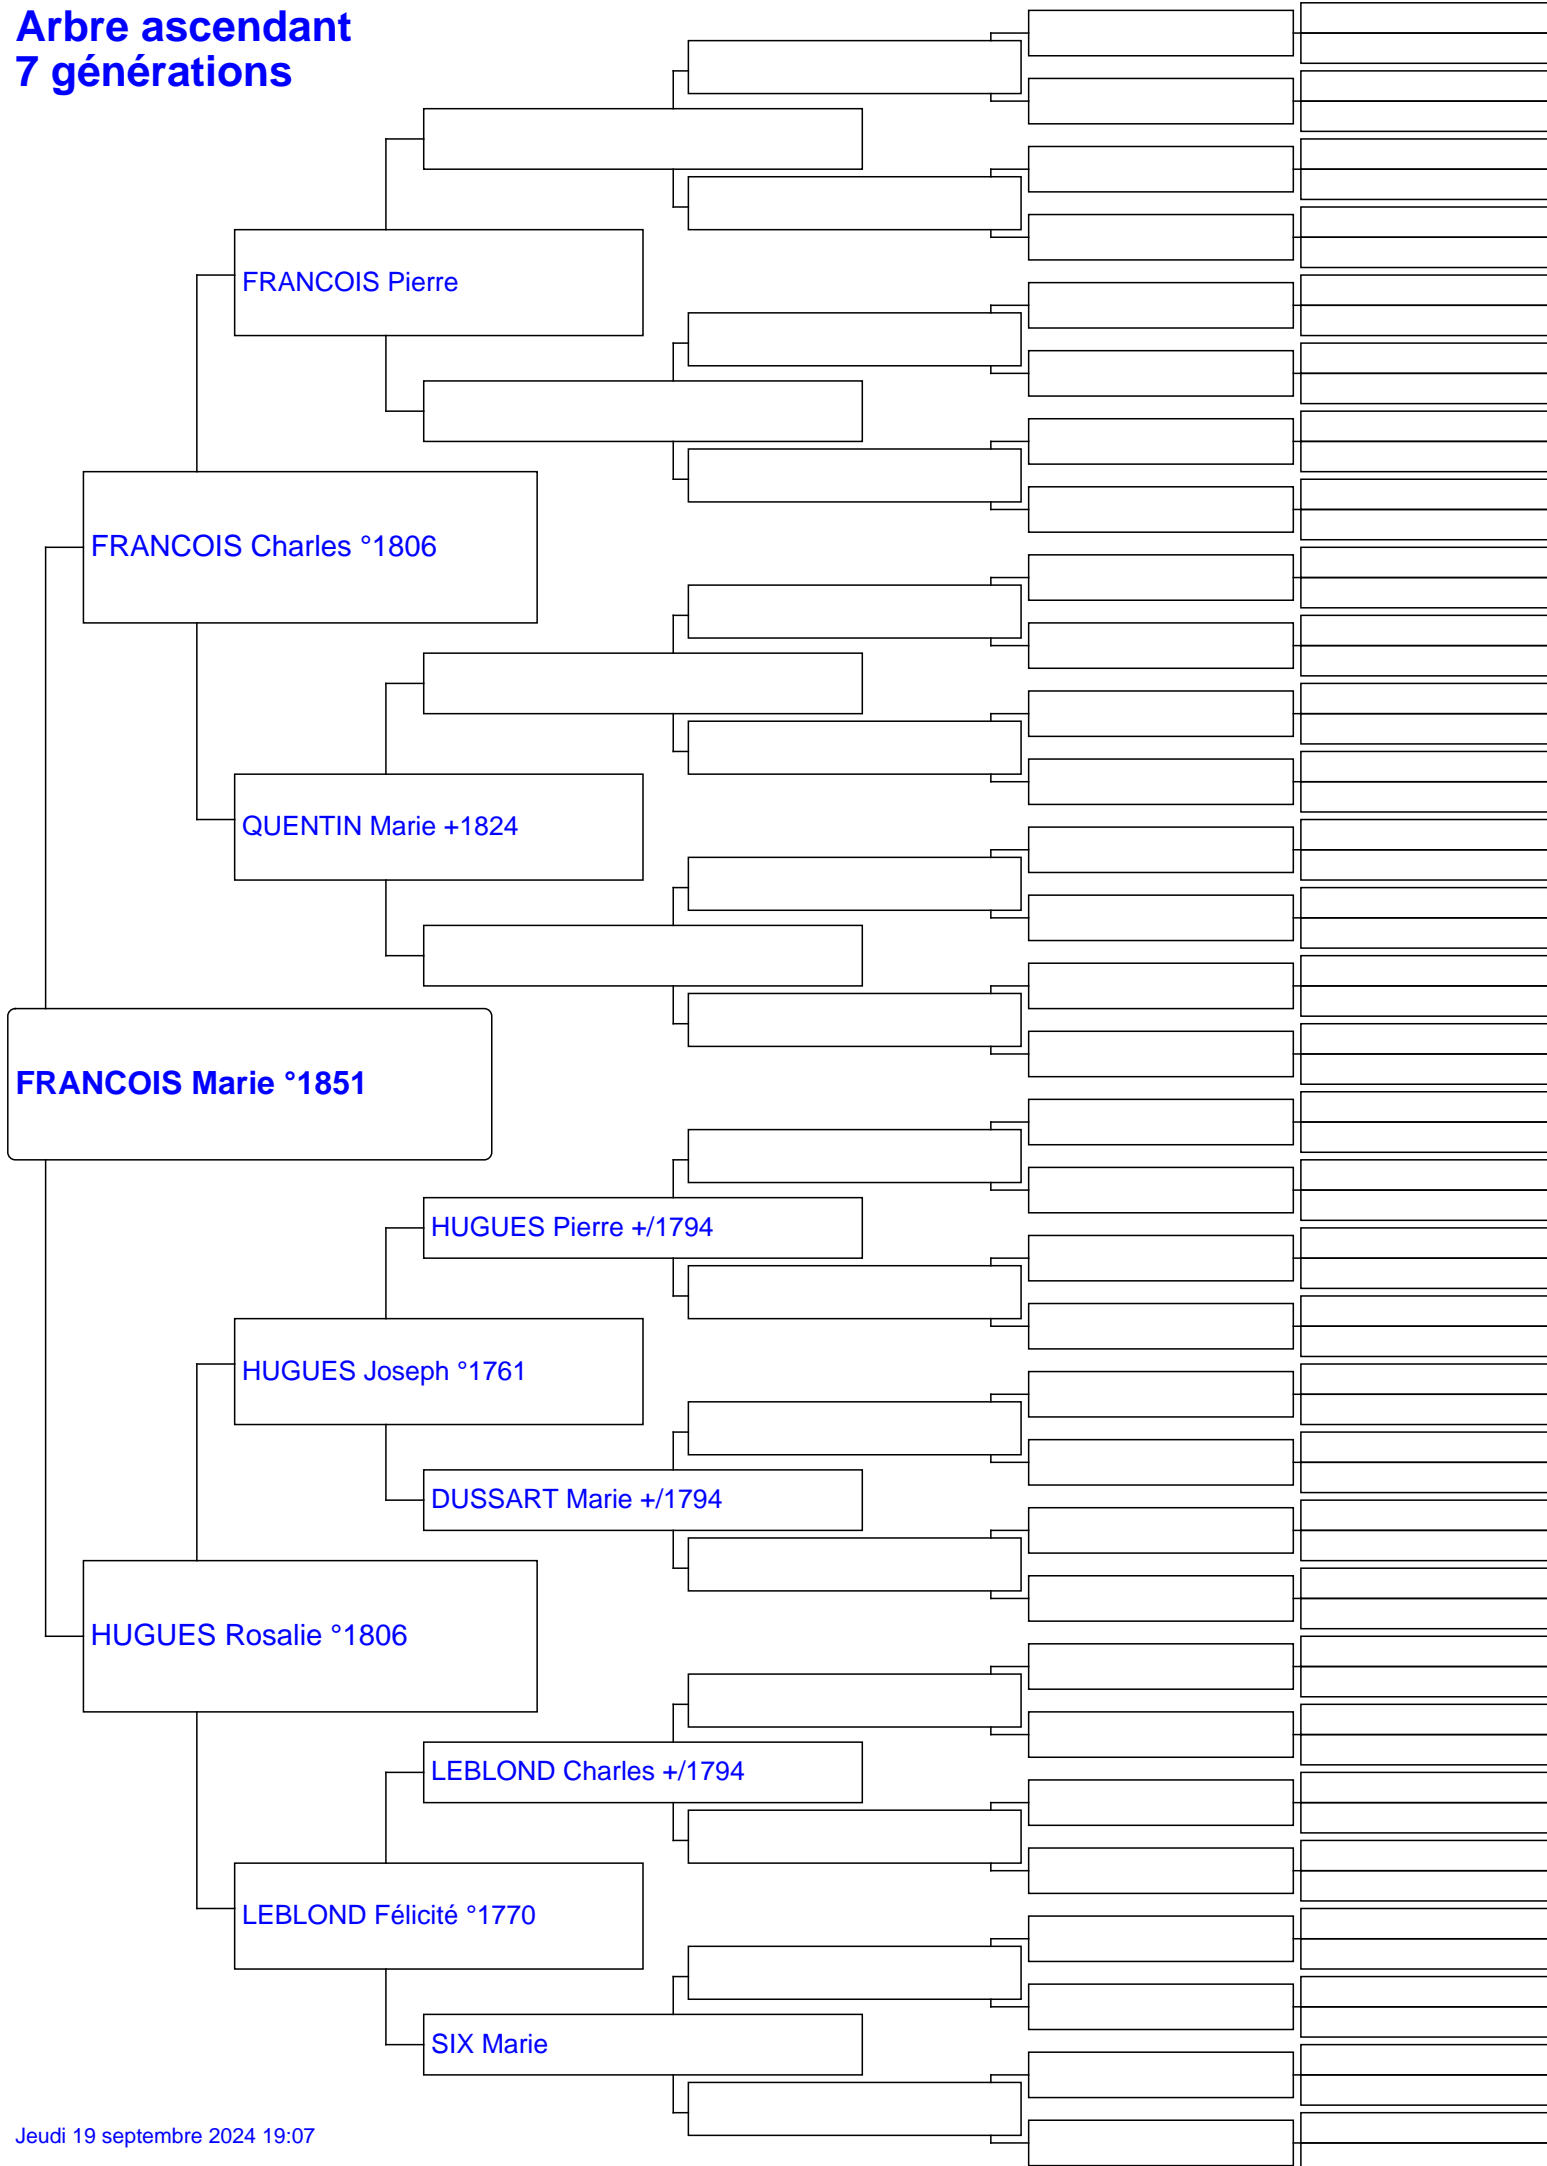 Arbre ascendant
7 générations
FRANCOIS Pierre
FRANCOIS Charles °1806
QUENTIN Marie +1824
FRANCOIS Marie °1851
HUGUES Pierre +/1794
HUGUES Joseph °1761
DUSSART Marie +/1794
HUGUES Rosalie °1806
LEBLOND Charles +/1794
LEBLOND Félicité °1770
SIX Marie
Jeudi 19 septembre 2024 19:07